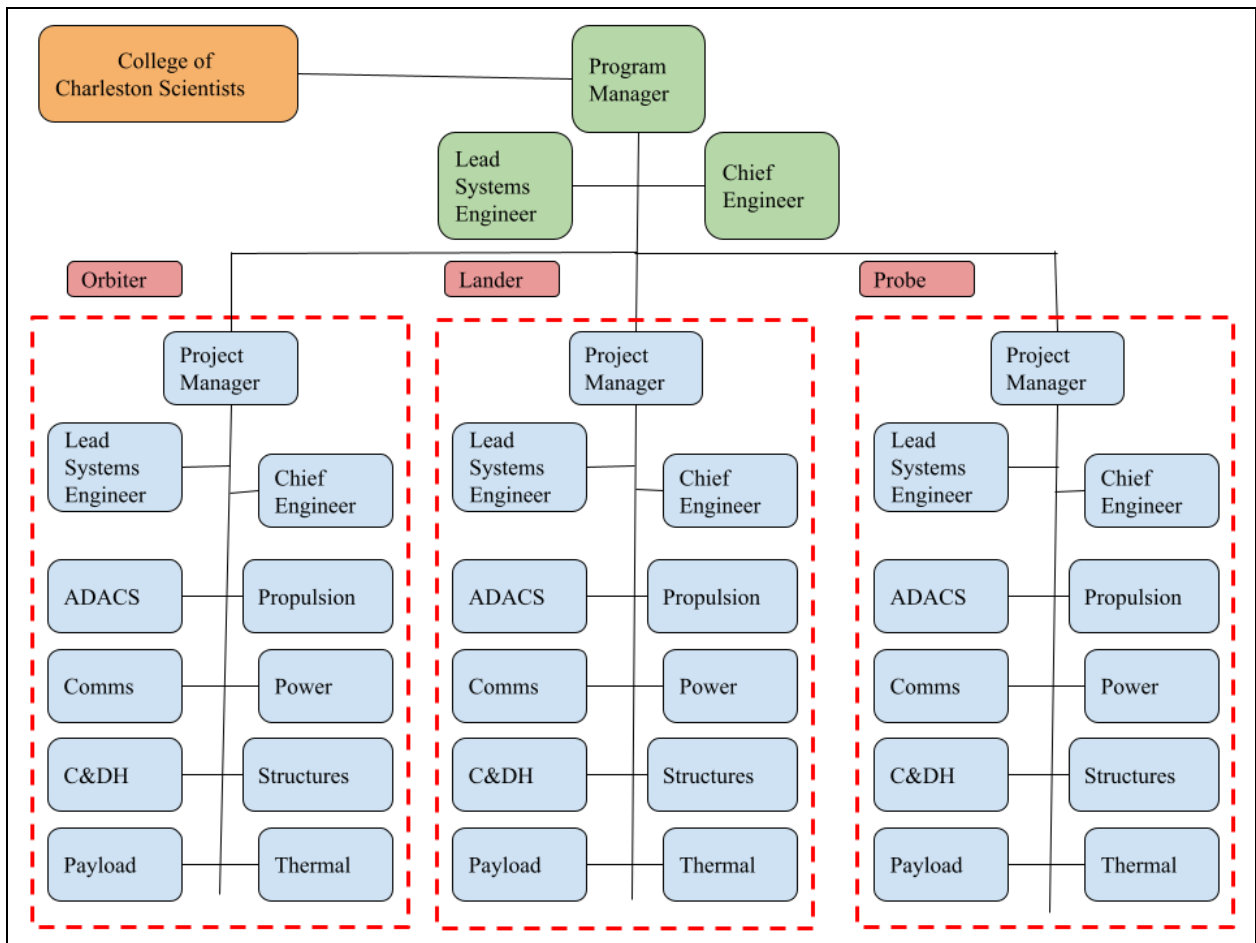 College of
Charleston Scientists
Program
Manager
Lead
Systems
Engineer
Chief
Engineer
Orbiter
Project
Manager
Lead
Systems
Engineer
Chief
Engineer
ADACS
Propulsion
Comms
Power
C&DH
Structures
Payload
Thermal
Lander
Project
Manager
Lead
Systems
Engineer
Chief
Engineer
ADACS
Propulsion
Comms
Power
C&DH
Structures
Payload
Thermal
Probe
Project
Manager
Lead
Systems
Engineer
Chief
Engineer
ADACS
Propulsion
Comms
Power
C&DH
Structures
Payload
Thermal